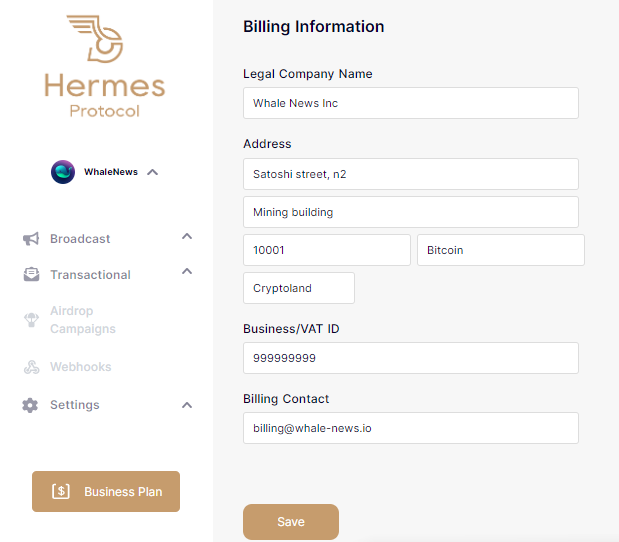 Hermes
Protocol
WhaleNews
Broadcast
Transactional
Airdrop
Campaigns
Webhooks
Settings
Business Plan
Billing Information
Legal Company Name
Whale News Inc
Address
Satoshi street, n2
Mining building
10001
Bitcoin
Cryptoland
Business/VAT ID
999999999
Billing Contact
billing@whale-news.io
Save